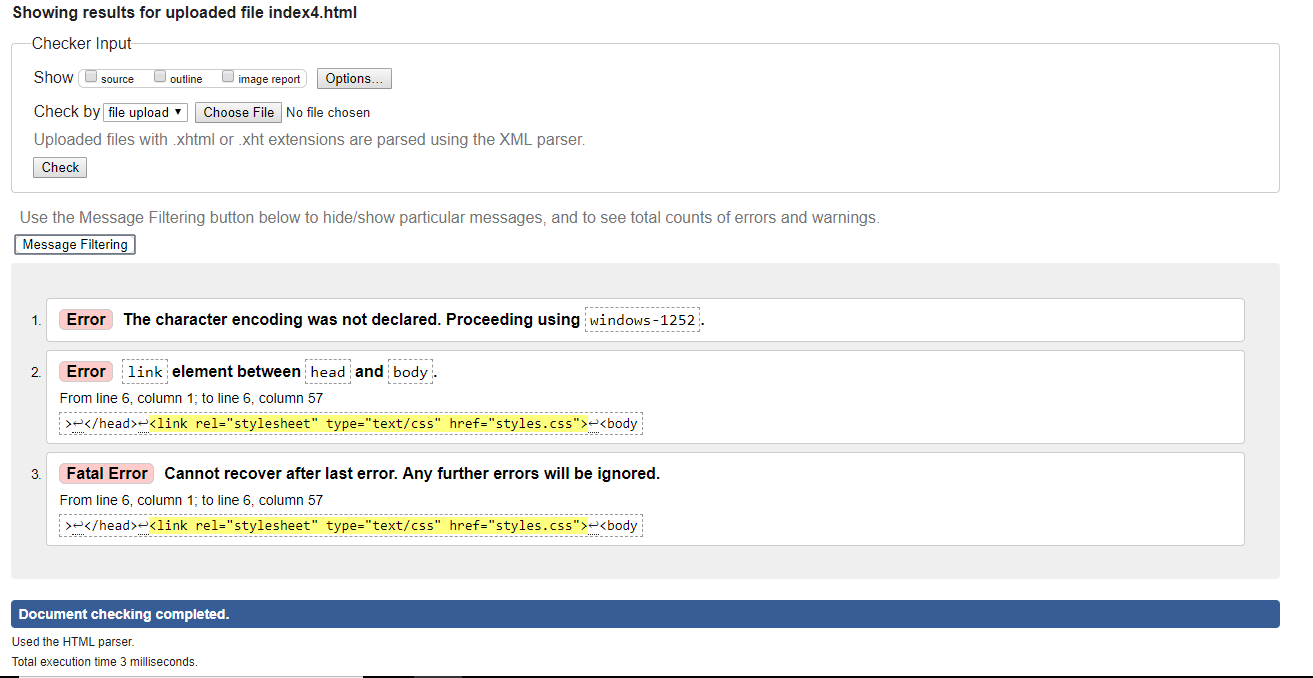 Showing results for uploaded file index4.html
Checker Input
Show source outline image report Options...
Check by file upload ▼ Choose File No file chosen
Uploaded files with .xhtml or .xht extensions are parsed using the XML parser.
Check
Use the Message Filtering button below to hide/show particular messages, and to see total counts of errors and warnings.
Message Filtering
1. Error The character encoding was not declared. Proceeding using windows-1252.
2. Error link element between head and body.
From line 6, column 1; to line 6, column 57
>↩</head>↩<link rel="stylesheet" type="text/css" href="styles.css">↩<body
3. Fatal Error Cannot recover after last error. Any further errors will be ignored.
From line 6, column 1; to line 6, column 57
>↩</head>↩<link rel="stylesheet" type="text/css" href="styles.css">↩<body
Document checking completed.
Used the HTML parser.
Total execution time 3 milliseconds.